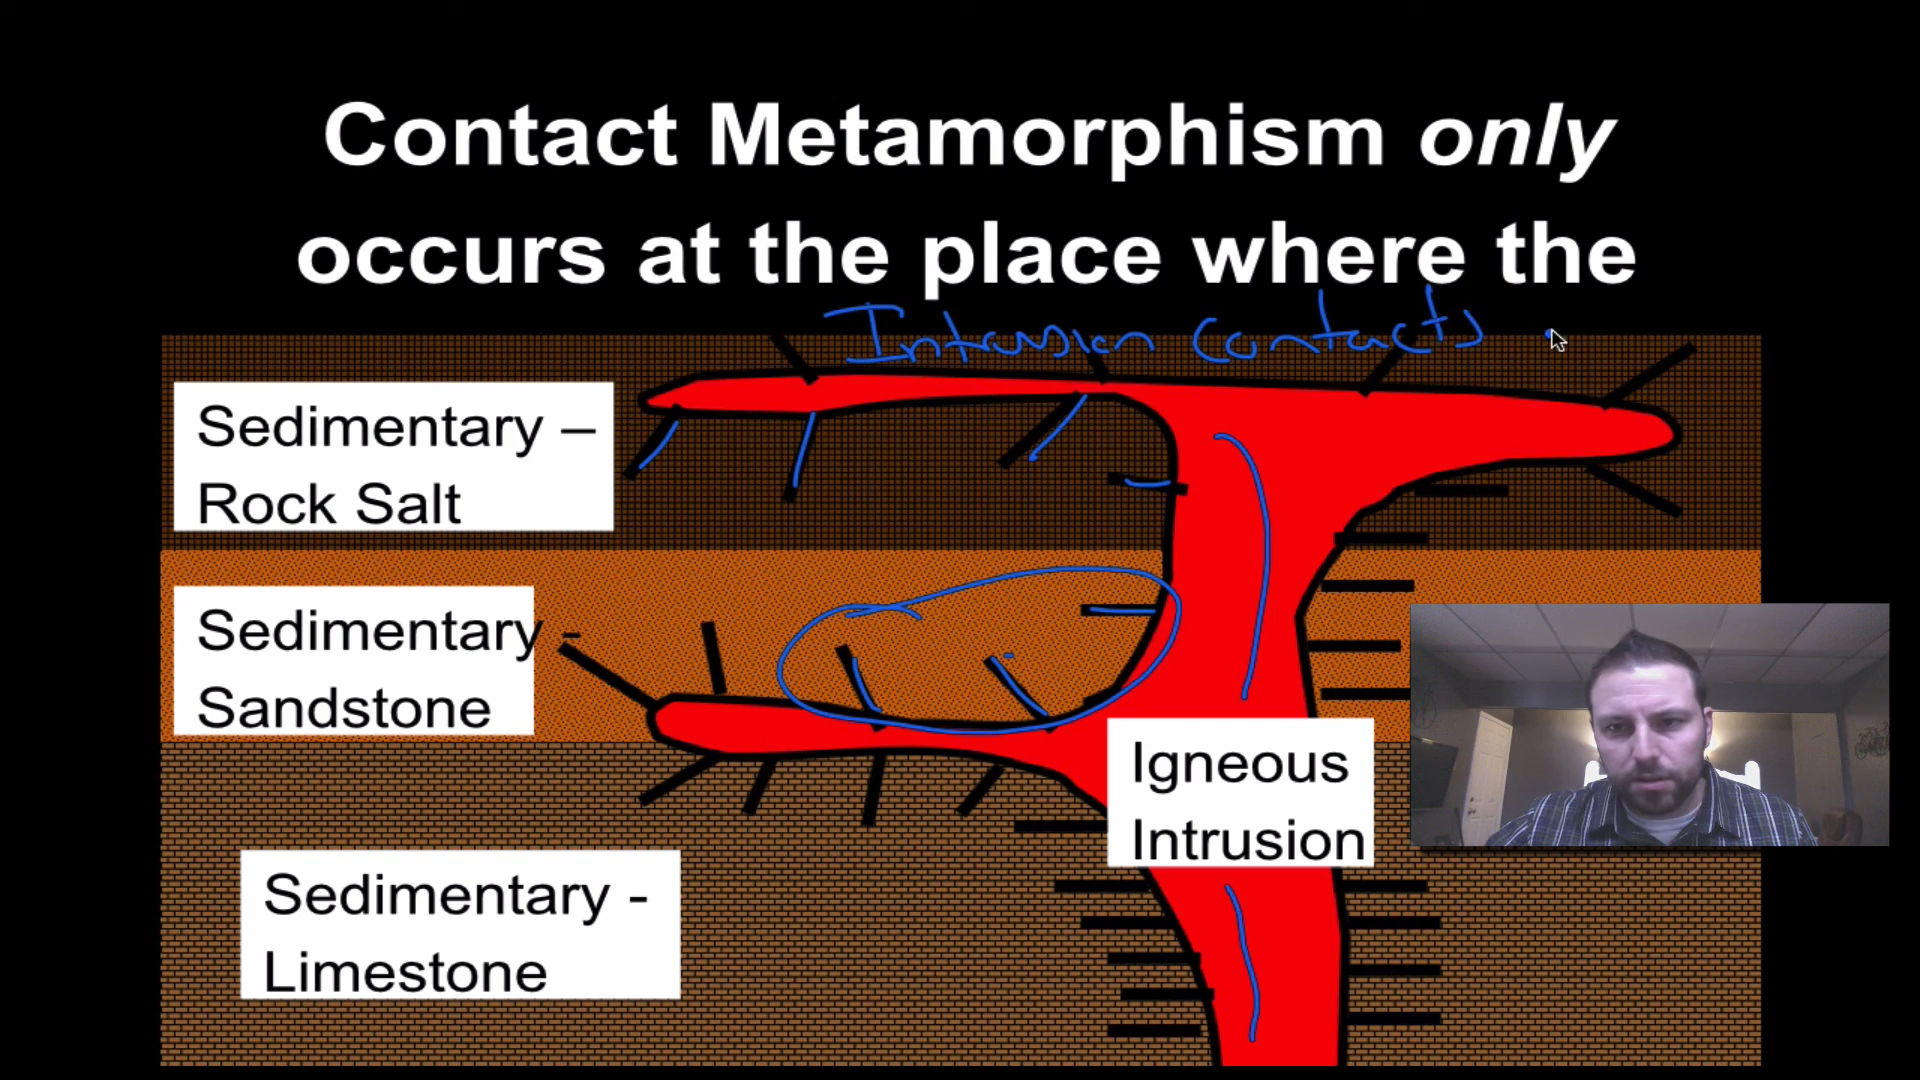 Contact Metamorphism only
occurs at the place where the
Intrusion contacts
Sedimentary –
Rock Salt
Sedimentary -
Sandstone
Igneous
Intrusion
Sedimentary -
Limestone